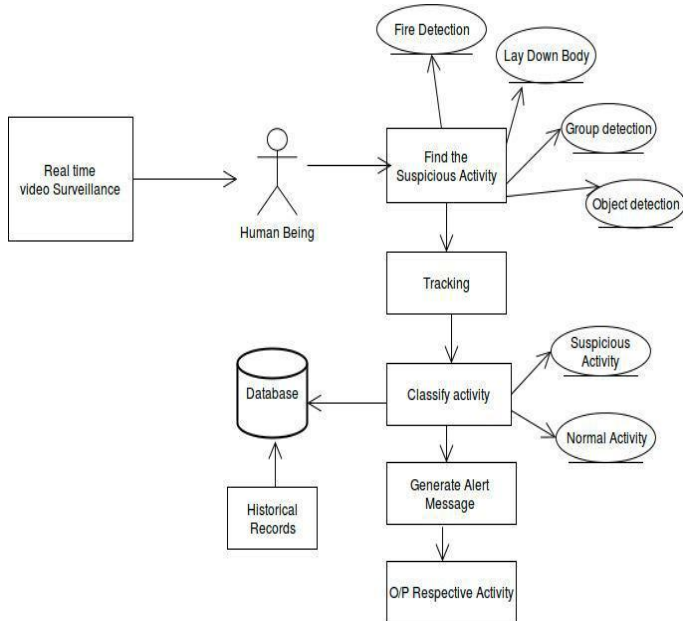 Fire Detection
Lay Down Body
Group detection
Object detection
Real time
video Surveillance
Human Being
Find the
Suspicious Activity
Tracking
Suspicious
Activity
Database
Classify activity
Normal Activity
Historical
Records
Generate Alert
Message
O/P Respective Activity